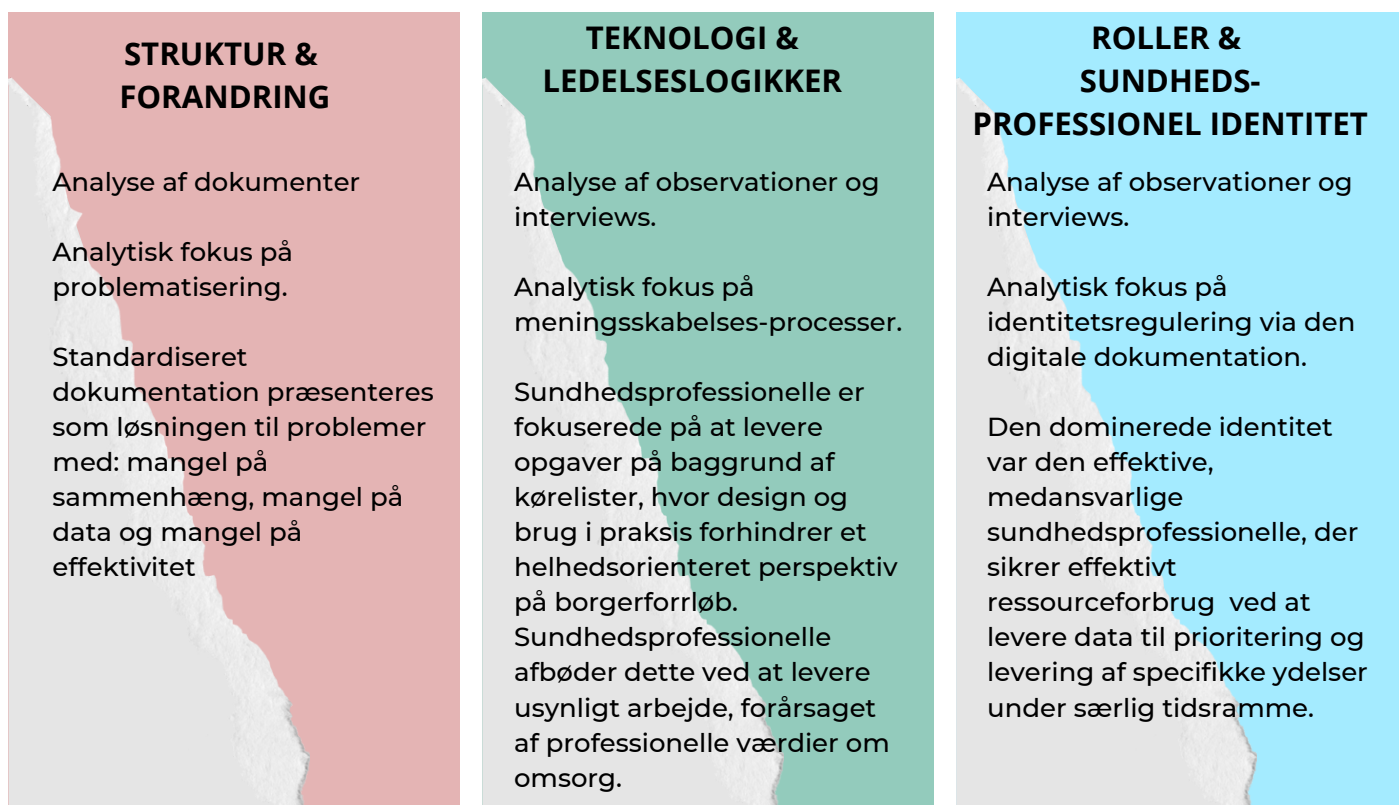 STRUKTUR &
FORANDRING
Analyse af dokumenter
Analytisk fokus på
problematisering.
Standardiseret
dokumentation præsenteres
som løsningen til problemer
med: mangel på
sammenhæng, mangel på
data og mangel på
effektivitet
TEKNOLOGI &
LEDELSESLOGIKKER
Analyse af observationer og
interviews.
Analytisk fokus på
meningsskabelses-processer.
Sundhedsprofessionelle er
fokuserede på at levere
opgaver på baggrund af
kørelister, hvor design og
brug i praksis forhindrer et
helhedsorienteret perspektiv
på borgerforrløb.
Sundhedsprofessionelle
afbøder dette ved at levere
usynligt arbejde, forårsaget
af professionelle værdier om
omsorg.
ROLLER &
SUNDHEDS-
PROFESSIONEL IDENTITET
Analyse af observationer og
interviews.
Analytisk fokus på
identitetsregulering via den
digitale dokumentation.
Den dominerede identitet
var den effektive,
medansvarlige
sundhedsprofessionelle, der
sikrer effektivt
ressourceforbrug  ved at
levere data til prioritering og
levering af specifikke ydelser
under særlig tidsramme.